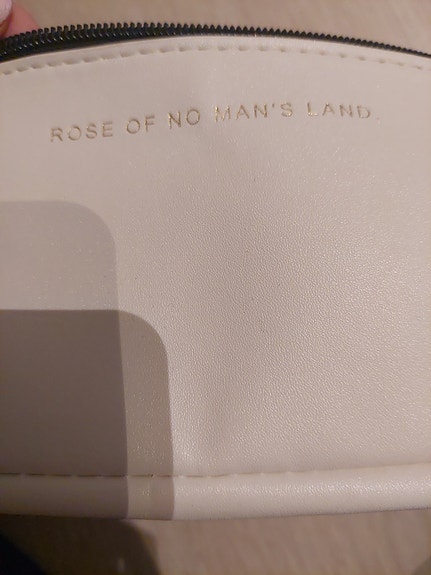 ROSE OF NO MAN'S LAND.